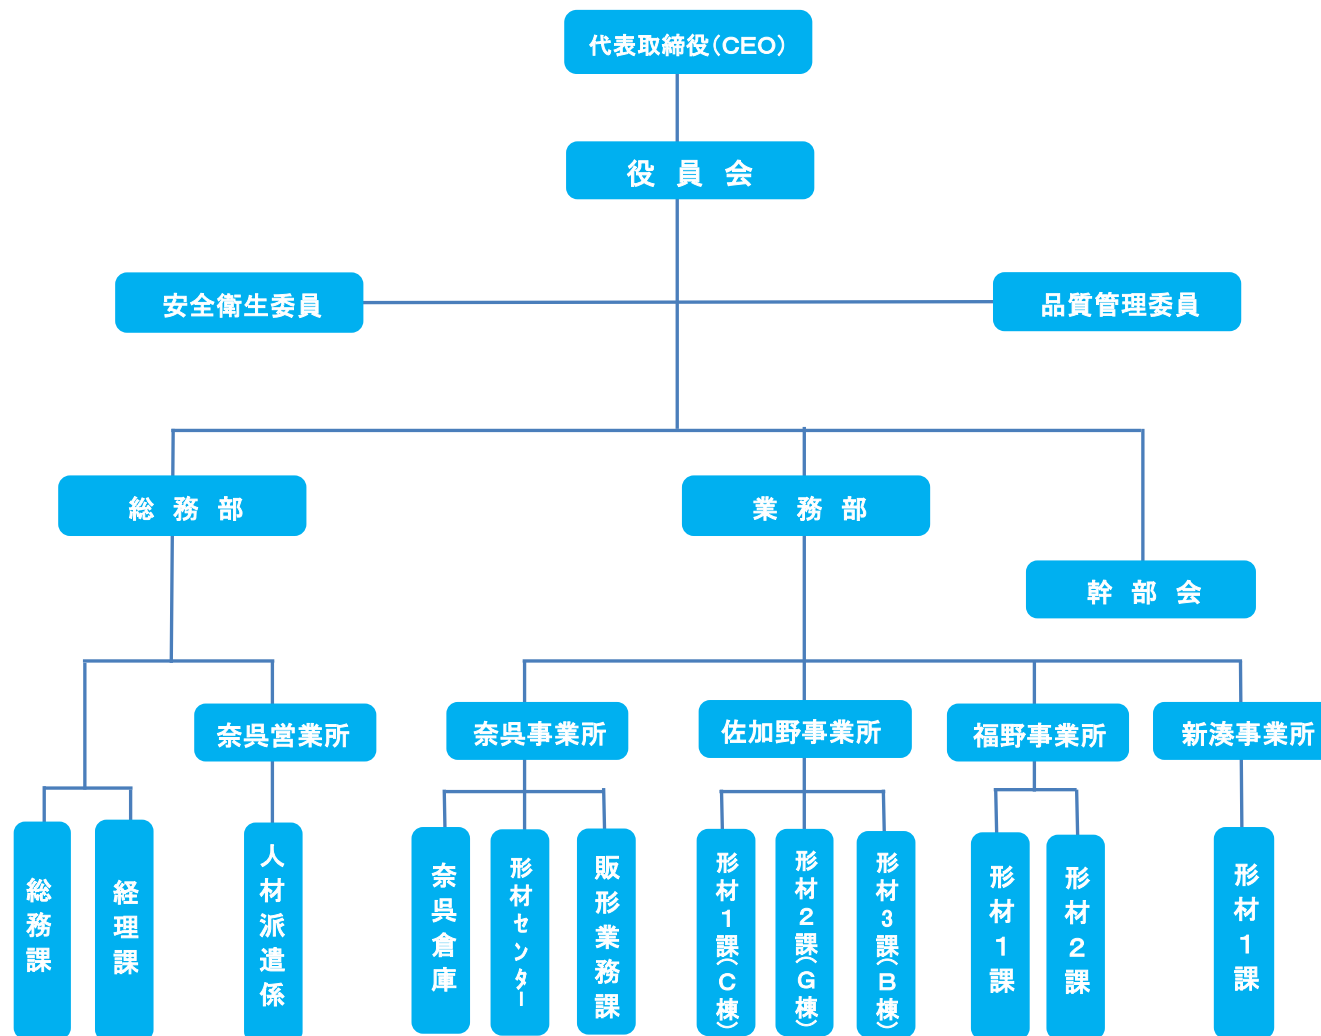 代表取締役（CEO）
役 員 会
安全衛生委員
品質管理委員
総 務 部
業 務 部
幹 部 会
奈呉営業所
奈呉事業所
佐加野事業所
福野事業所
新湊事業所
総務課
経理課
人材派遣係
奈呉倉庫
形材ｾﾝﾀｰ
販形業務課
形材１課（C棟）
形材２課（G棟）
形材３課（B棟）
形材１課
形材２課
形材１課